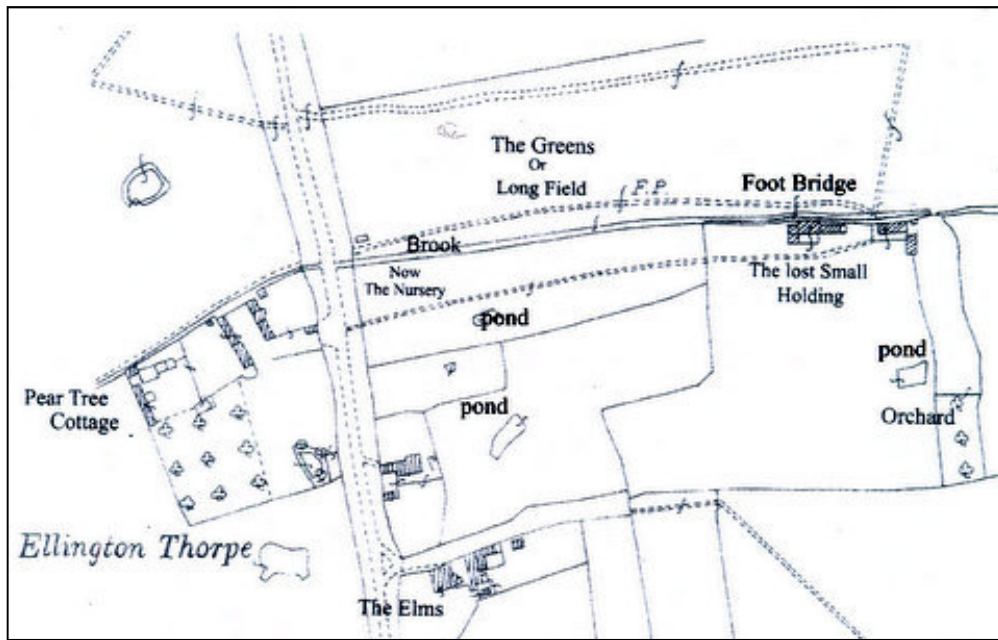 The Greens
Or
Long Field
F.P.
Foot Bridge
Brook
Now
The Nursery
The lost Small
Holding
pond
pond
pond
Pear Tree
Cottage
Orchard
Ellington Thorpe
The Elms